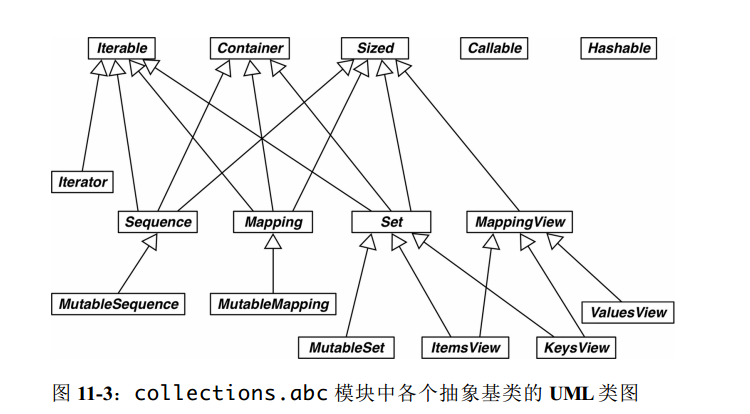 Iterable Container Sized Callable Hashable
Iterator
Sequence Mapping Set MappingView
MutableSequence MutableMapping
ValuesView
MutableSet ItemsView KeysView
图 11-3：collections.abc 模块中各个抽象基类的 UML 类图